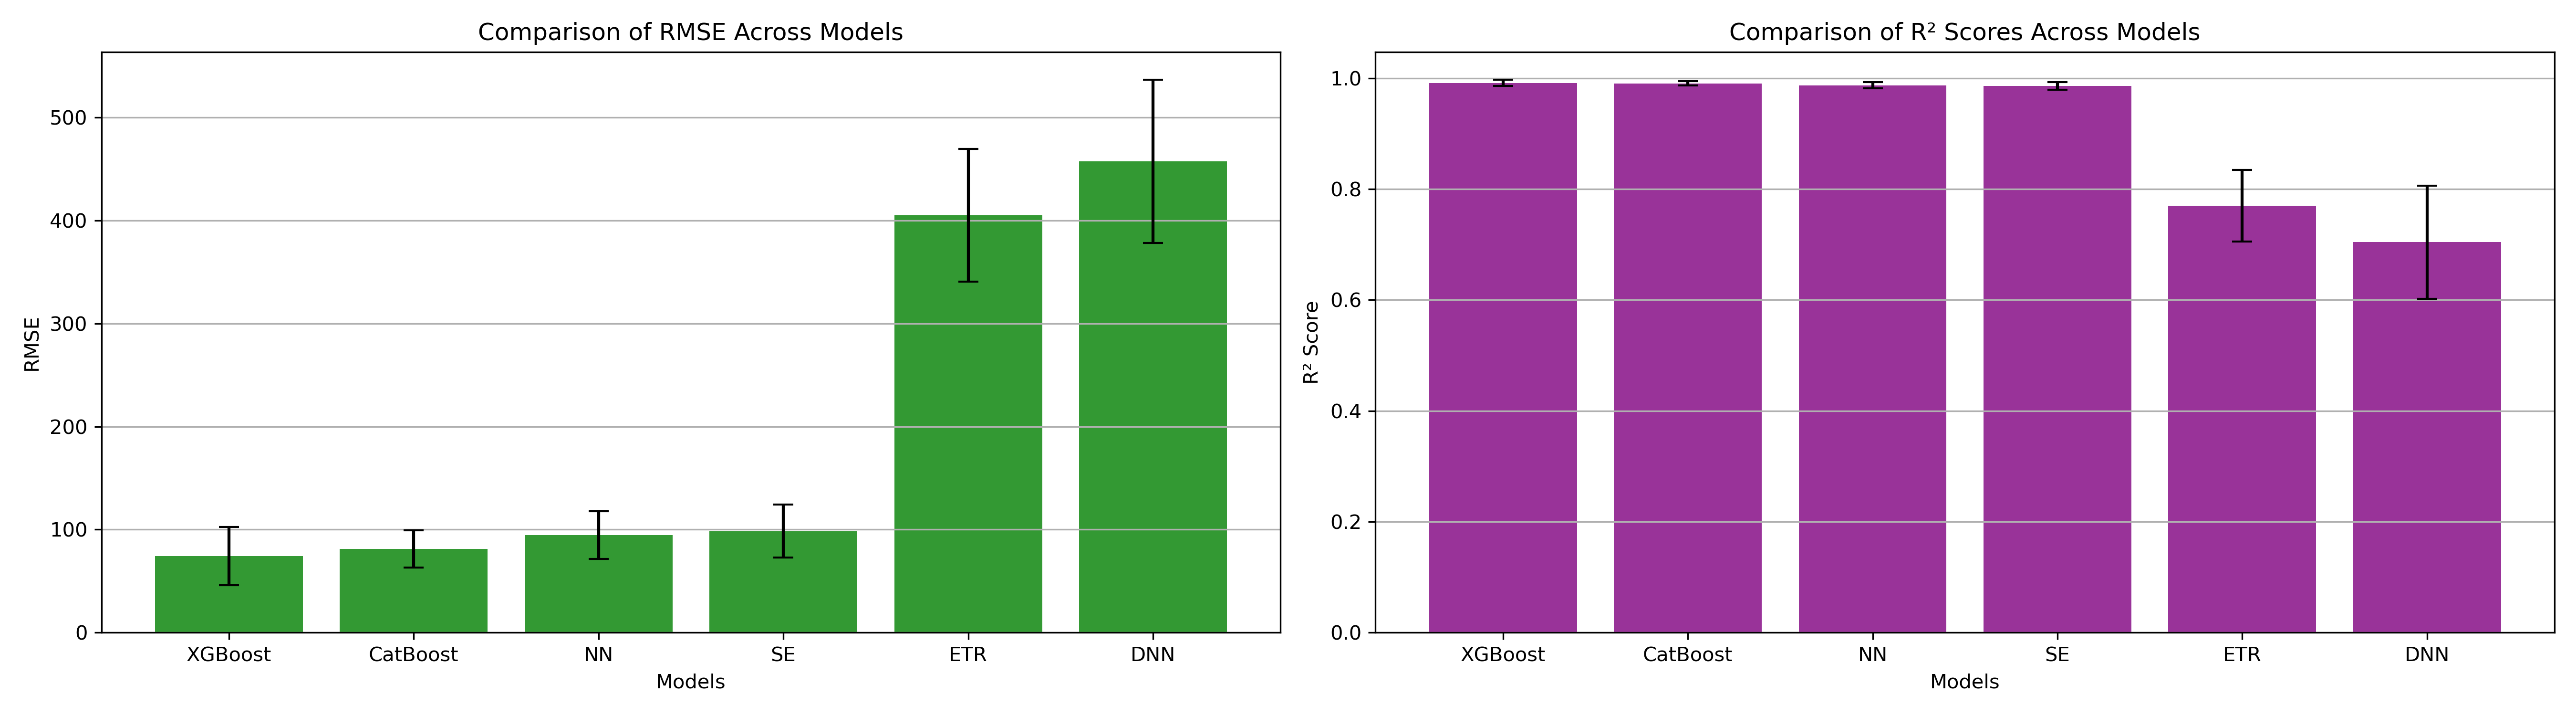 Comparison of RMSE Across Models
RMSE
500
400
300
200
100
0
XGBoost CatBoost NN SE ETR DNN
Models
Comparison of R² Scores Across Models
R² Score
1.0
0.8
0.6
0.4
0.2
0.0
XGBoost CatBoost NN SE ETR DNN
Models